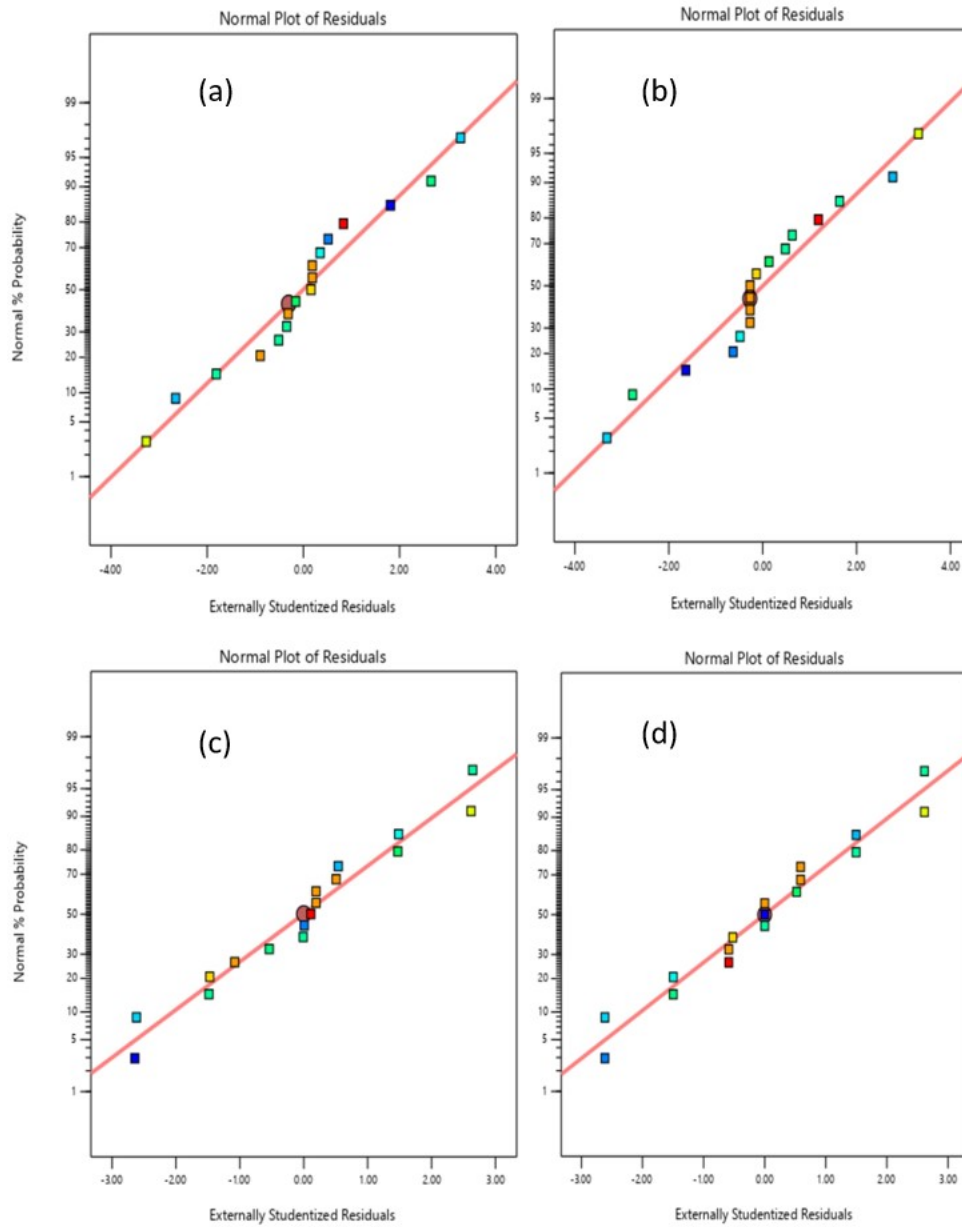 Normal Plot of Residuals
(a)
Normal % Probability
99
95
90
80
70
50
30
20
10
5
1
-4.00 -2.00 0.00 2.00 4.00
Externally Studentized Residuals
Normal Plot of Residuals
(b)
99
95
90
80
70
50
30
20
10
5
1
-4.00 -2.00 0.00 2.00 4.00
Externally Studentized Residuals
Normal Plot of Residuals
(c)
Normal % Probability
99
95
90
80
70
50
30
20
10
5
1
-3.00 -2.00 -1.00 0.00 1.00 2.00 3.00
Externally Studentized Residuals
Normal Plot of Residuals
(d)
99
95
90
80
70
50
30
20
10
5
1
-3.00 -2.00 -1.00 0.00 1.00 2.00 3.00
Externally Studentized Residuals